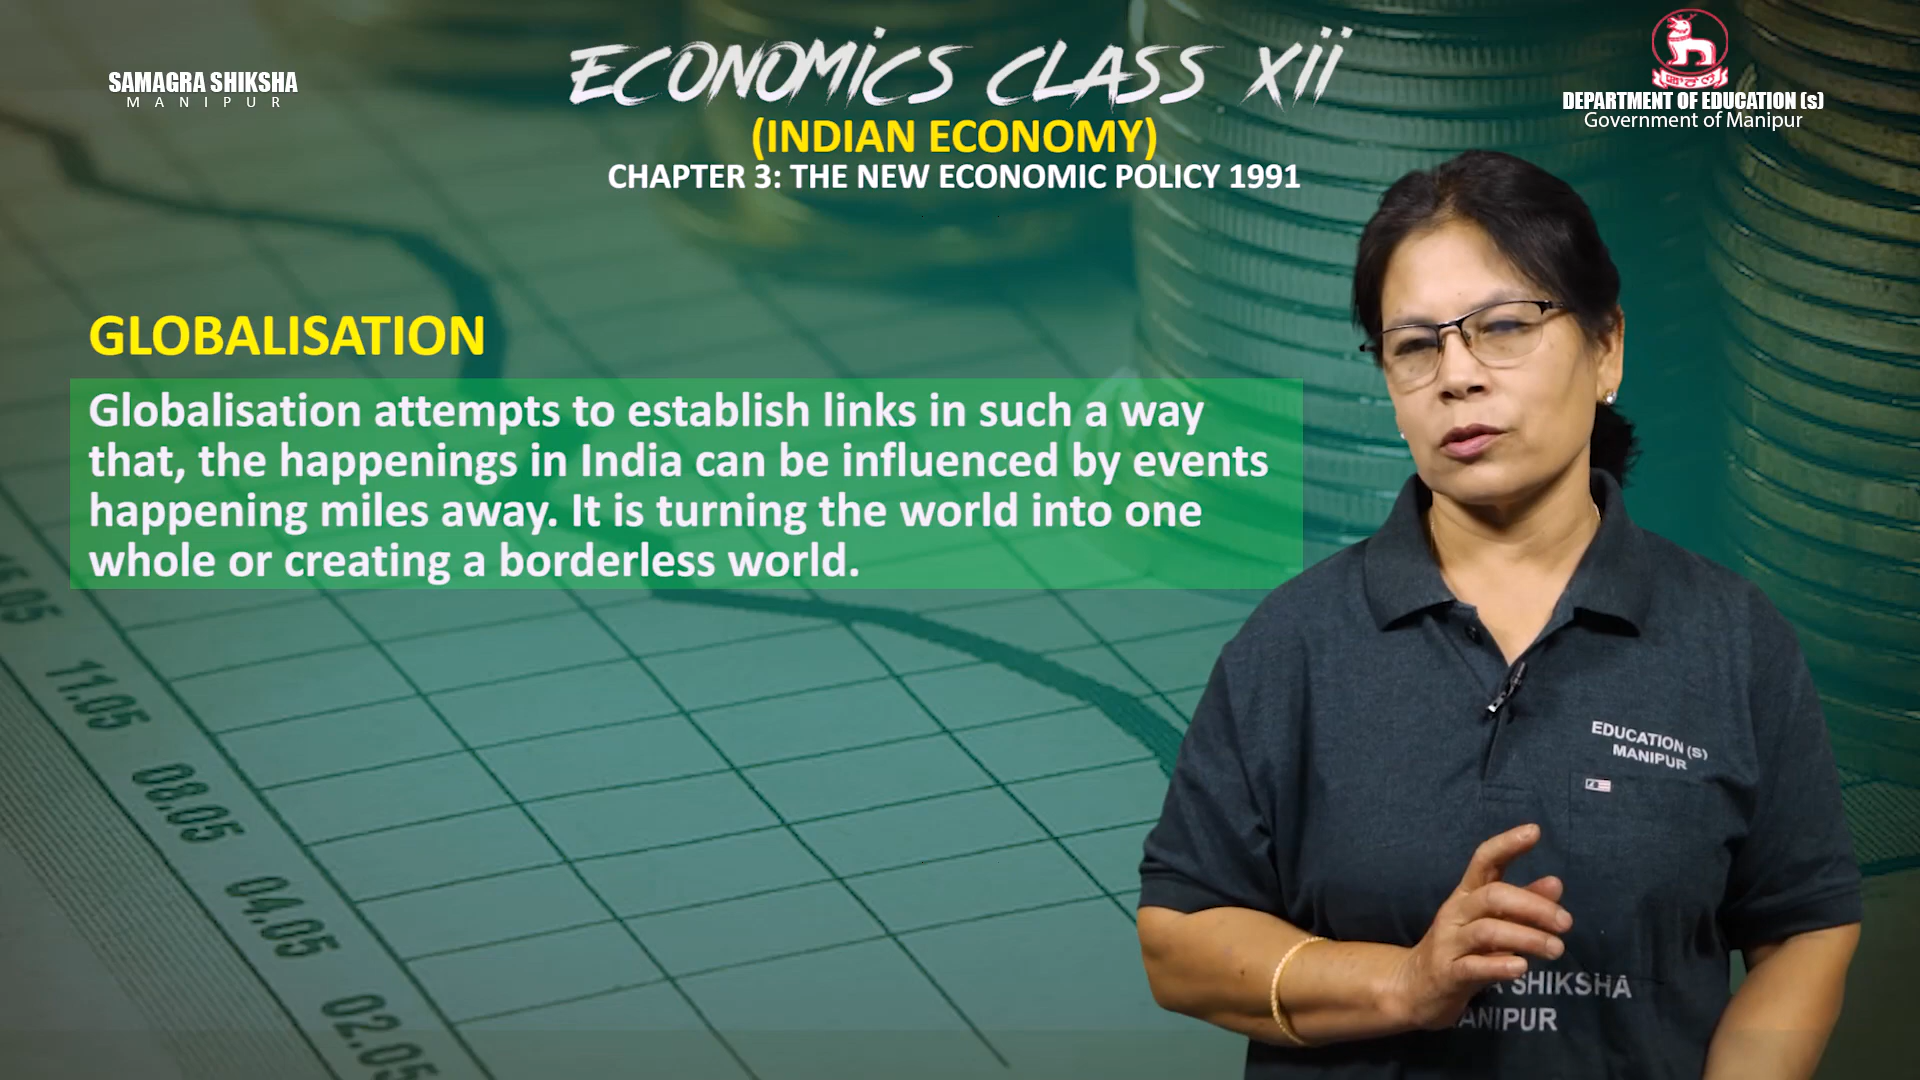 SAMAGRA SHIKSHA
MANIPUR
ECONOMICS CLASS XII
(INDIAN ECONOMY)
CHAPTER 3: THE NEW ECONOMIC POLICY 1991
DEPARTMENT OF EDUCATION (s)
Government of Manipur
GLOBALISATION
Globalisation attempts to establish links in such a way
that, the happenings in India can be influenced by events
happening miles away. It is turning the world into one
whole or creating a borderless world.
11.05
08.05
04.05
02.05
EDUCATION (s)
MANIPUR
SHIKSHA